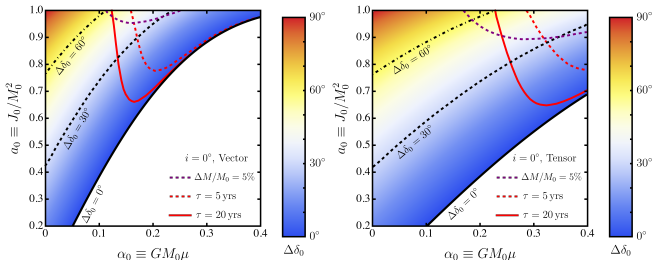 1.0
0.9
0.8
0.7
0.6
0.5
0.4
0.3
0.2
a₀ ≡ J₀/M₀²
Δδ₀ = 60°
Δδ₀ = 30°
Δδ₀ = 0°
i = 0°, Vector
ΔM/M₀ = 5%
τ = 5 yrs
τ = 20 yrs
0
0.1
0.2
0.3
0.4
α₀ ≡ GM₀μ
90°
60°
30°
0°
Δδ₀
1.0
0.9
0.8
0.7
0.6
0.5
0.4
0.3
0.2
a₀ ≡ J₀/M₀²
Δδ₀ = 60°
Δδ₀ = 30°
Δδ₀ = 0°
i = 0°, Tensor
ΔM/M₀ = 5%
τ = 5 yrs
τ = 20 yrs
0
0.1
0.2
0.3
0.4
α₀ ≡ GM₀μ
90°
60°
30°
0°
Δδ₀